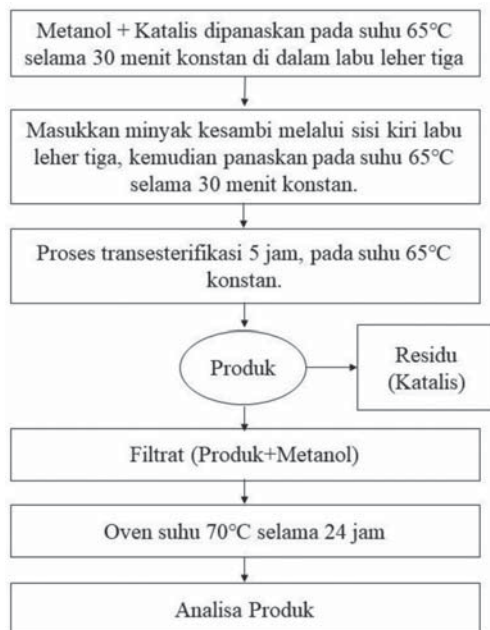 Metanol + Katalis dipanaskan pada suhu 65°C
selama 30 menit konstan di dalam labu leher tiga
Masukkan minyak kesambi melalui sisi kiri labu
leher tiga, kemudian panaskan pada suhu 65°C
selama 30 menit konstan.
Proses transesterifikasi 5 jam, pada suhu 65°C
konstan.
Produk
Residu
(Katalis)
Filtrat (Produk+Metanol)
Oven suhu 70°C selama 24 jam
Analisa Produk